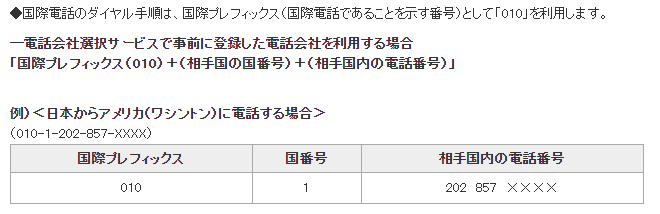 ◆国際電話のダイヤル手順は、国際プレフィックス（国際電話であることを示す番号）として「010」を利用します。
―電話会社選択サービスで事前に登録した電話会社を利用する場合
「国際プレフィックス（010）＋（相手国の国番号）＋（相手国内の電話番号）」
例）＜日本からアメリカ（ワシントン）に電話する場合＞
（010-1-202-857-XXXX）
国際プレフィックス 国番号 相手国内の電話番号
010 1 202 857 ××××